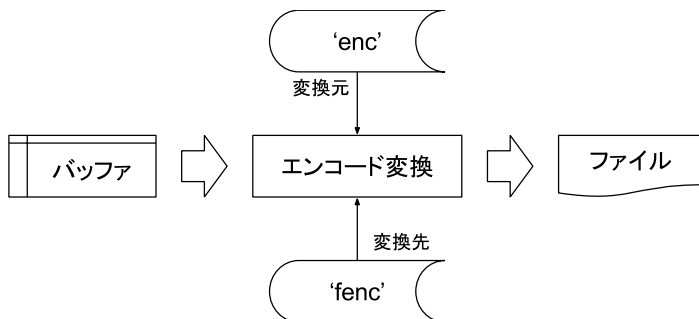 ‘enc’
変換元
バッファ
エンコード変換
ファイル
変換先
‘fenc’